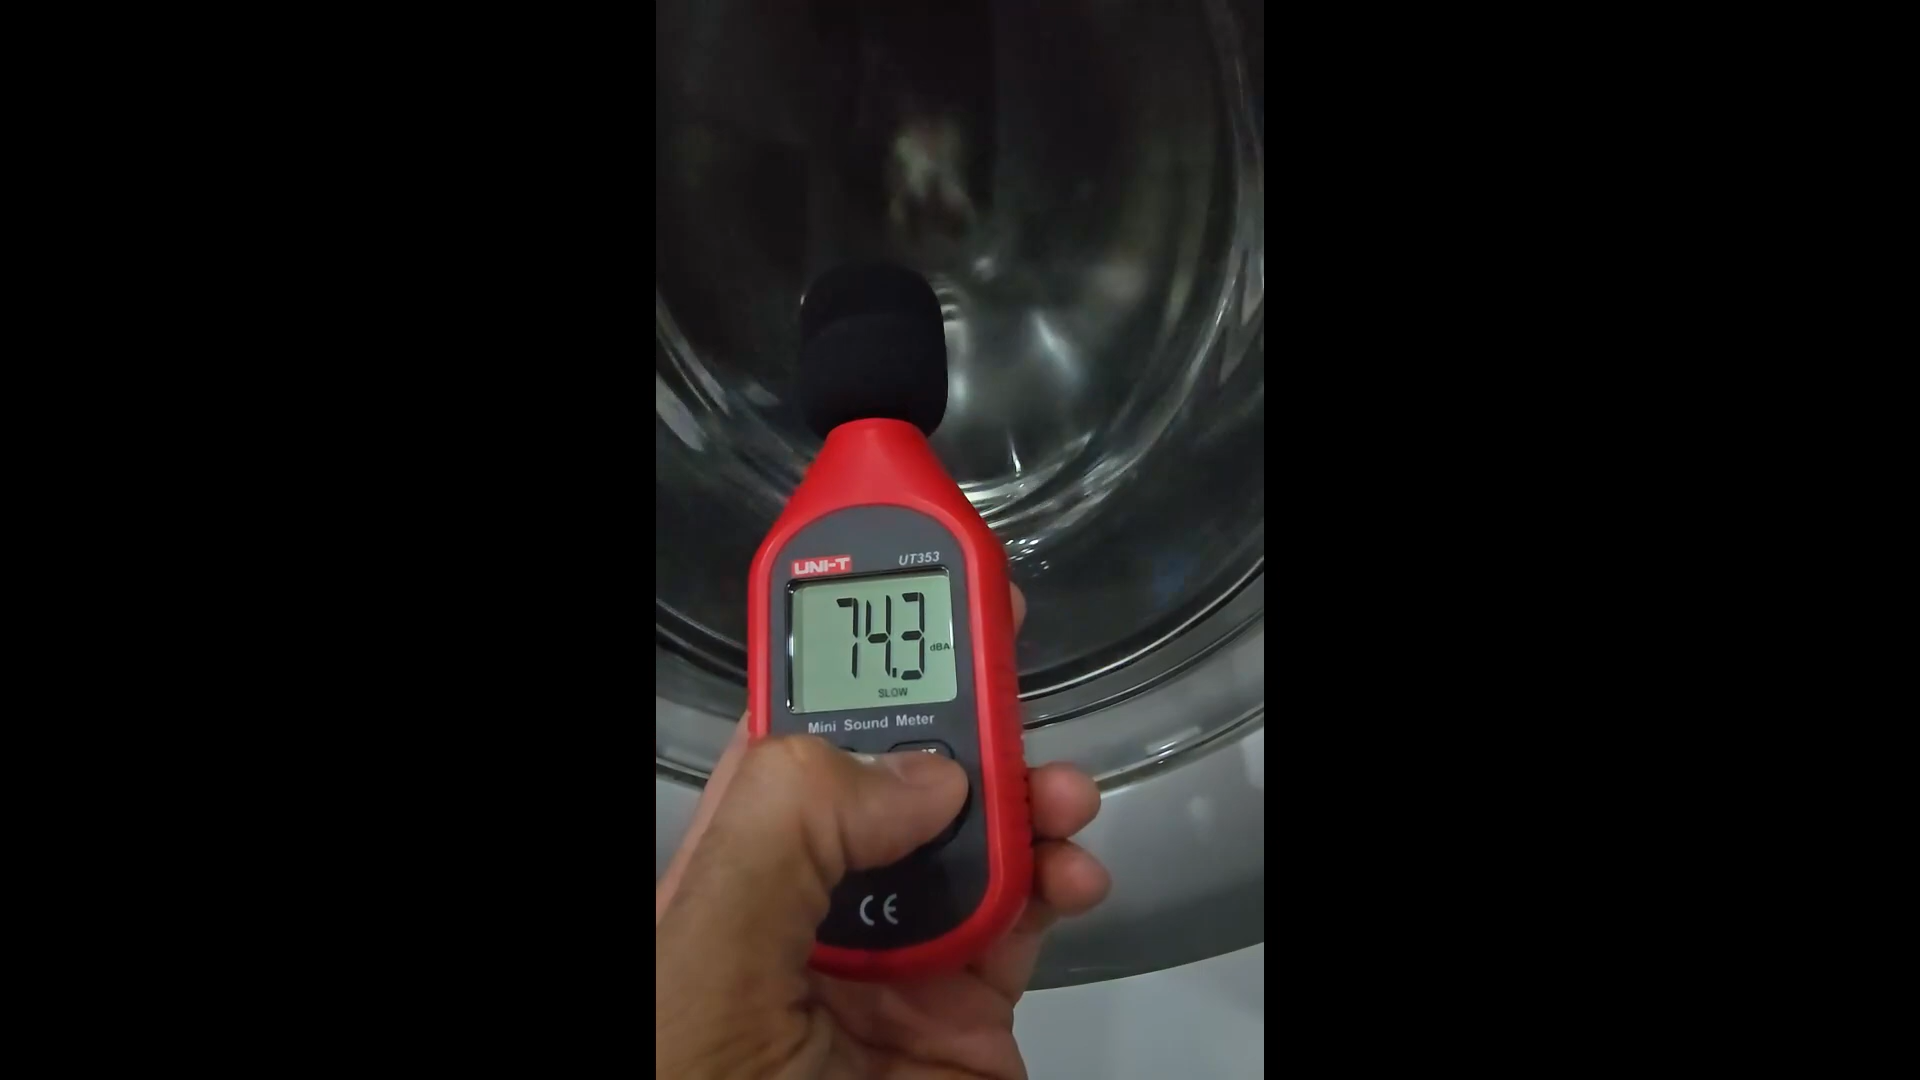 UNI-T UT353
74.3 dBA
SLOW
Mini Sound Meter
CE